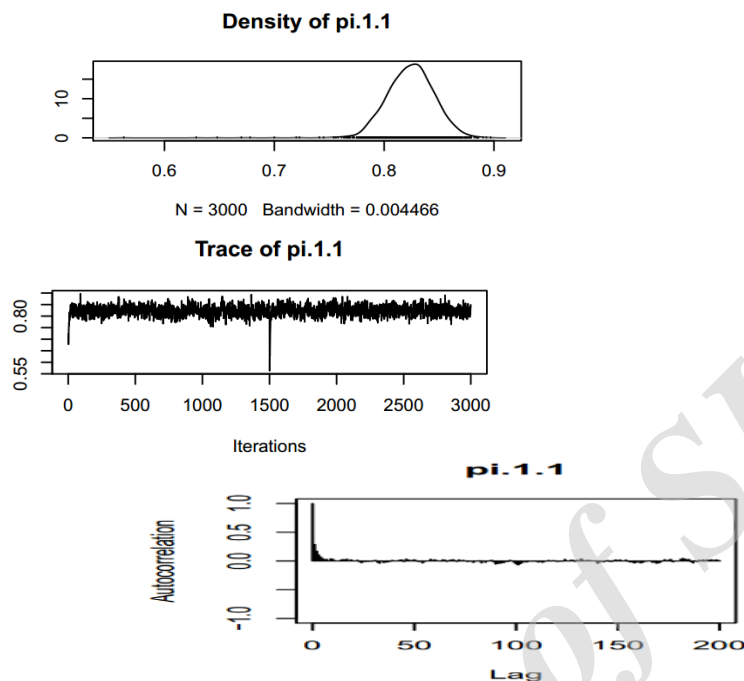 Density of pi.1.1
0 10
0.6 0.7 0.8 0.9
N = 3000 Bandwidth = 0.004466
Trace of pi.1.1
0.55 0.80
0 500 1000 1500 2000 2500 3000
Iterations
pi.1.1
Autocorrelation
-1.0 0.0 0.5 1.0
0 50 100 150 200
Lag
of S